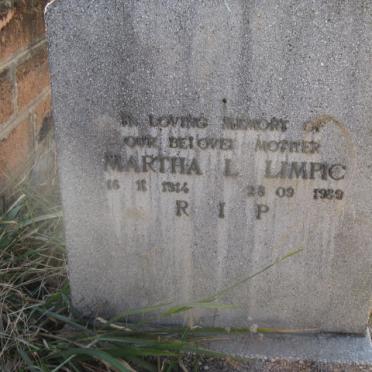 IN LOVING MEMORY OF
OUR BELOVED MOTHER
MARTHA L. LIMPIC
16 11 1914 28 09 1989
R I P